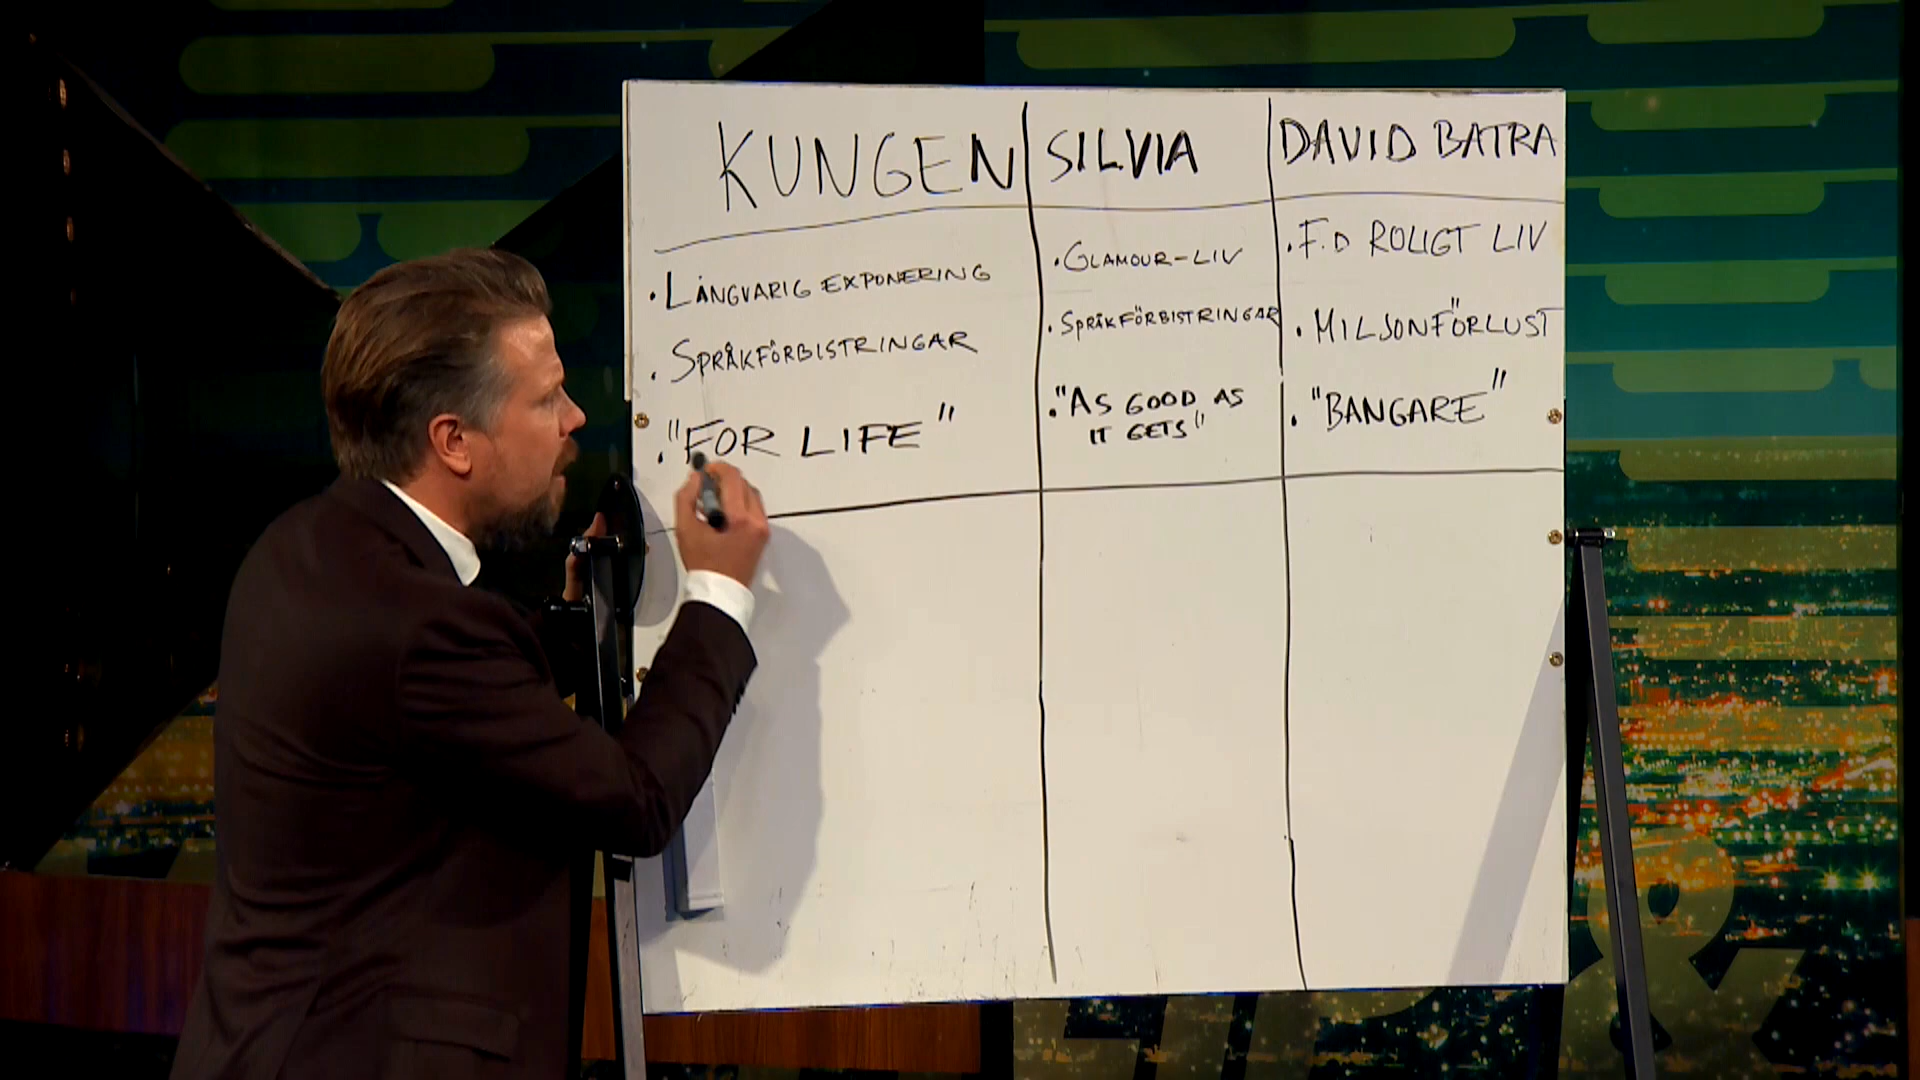 KUNGEN
SILVIA
DAVID BATRA
• LÅNGVARIG EXPONERING
• SPRÅKFÖRBISTRINGAR
• "FOR LIFE"
• GLAMOUR-LIV
• SPRÅKFÖRBISTRINGAR
• "AS GOOD AS
IT GETS"
• F.D ROLIGT LIV
• MILJONFÖRLUST
• "BANGARE"
&